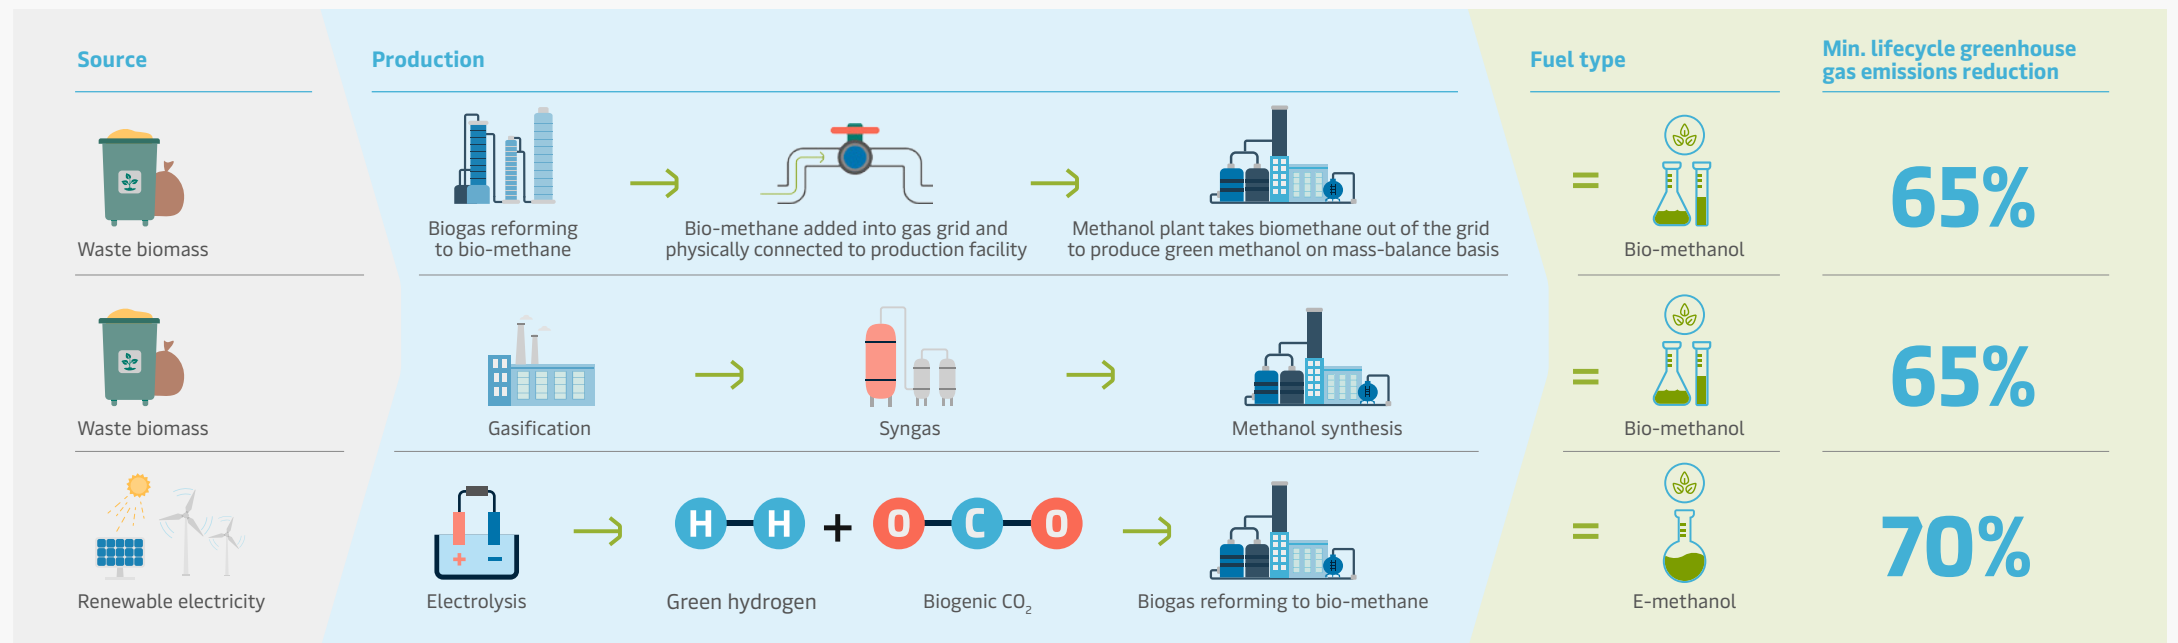 Source
Production
Fuel type
Min. lifecycle greenhouse
gas emissions reduction
Waste biomass
Biogas reforming
to bio-methane
Bio-methane added into gas grid and
physically connected to production facility
Methanol plant takes biomethane out of the grid
to produce green methanol on mass-balance basis
=
Bio-methanol
65%
Waste biomass
Gasification
Syngas
Methanol synthesis
=
Bio-methanol
65%
Renewable electricity
+ −
Electrolysis
H H
Green hydrogen
+
O C O
Biogenic CO₂
Biogas reforming to bio-methane
=
E-methanol
70%